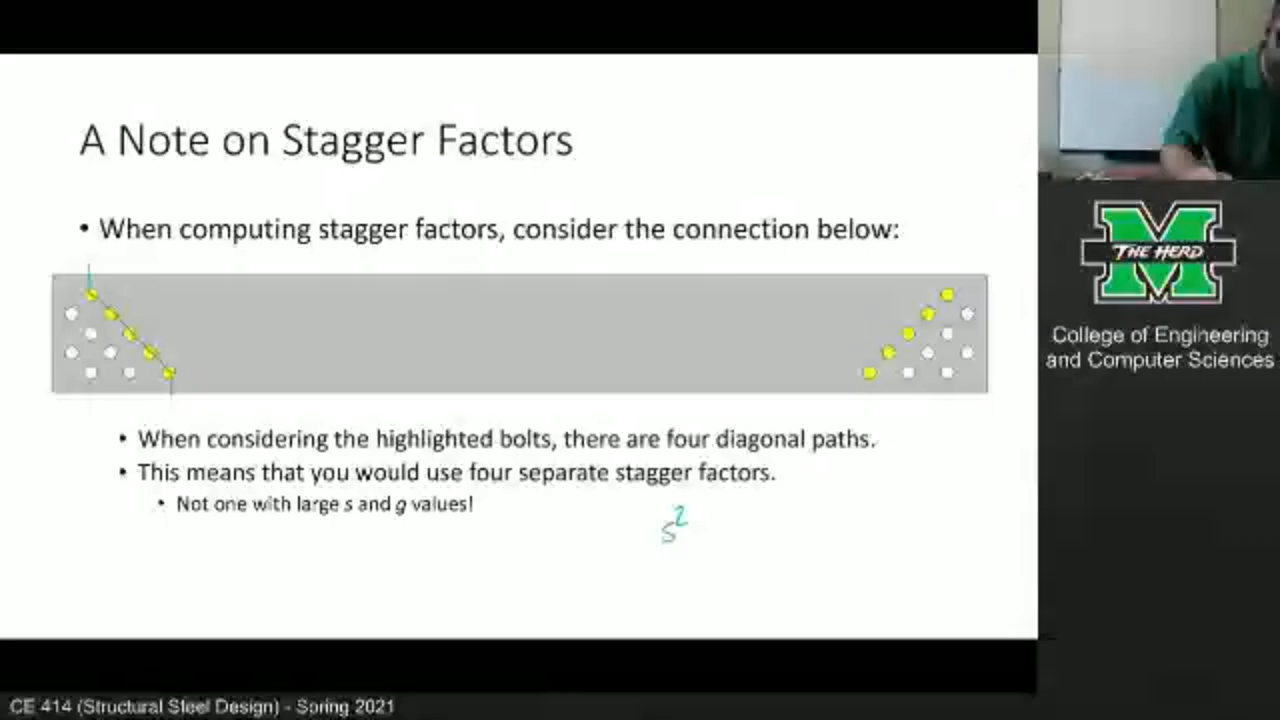 A Note on Stagger Factors
• When computing stagger factors, consider the connection below:
• When considering the highlighted bolts, there are four diagonal paths.
• This means that you would use four separate stagger factors.
• Not one with large s and g values!
s²
M
THE HERD
College of Engineering
and Computer Sciences
CE 414 (Structural Steel Design) - Spring 2021